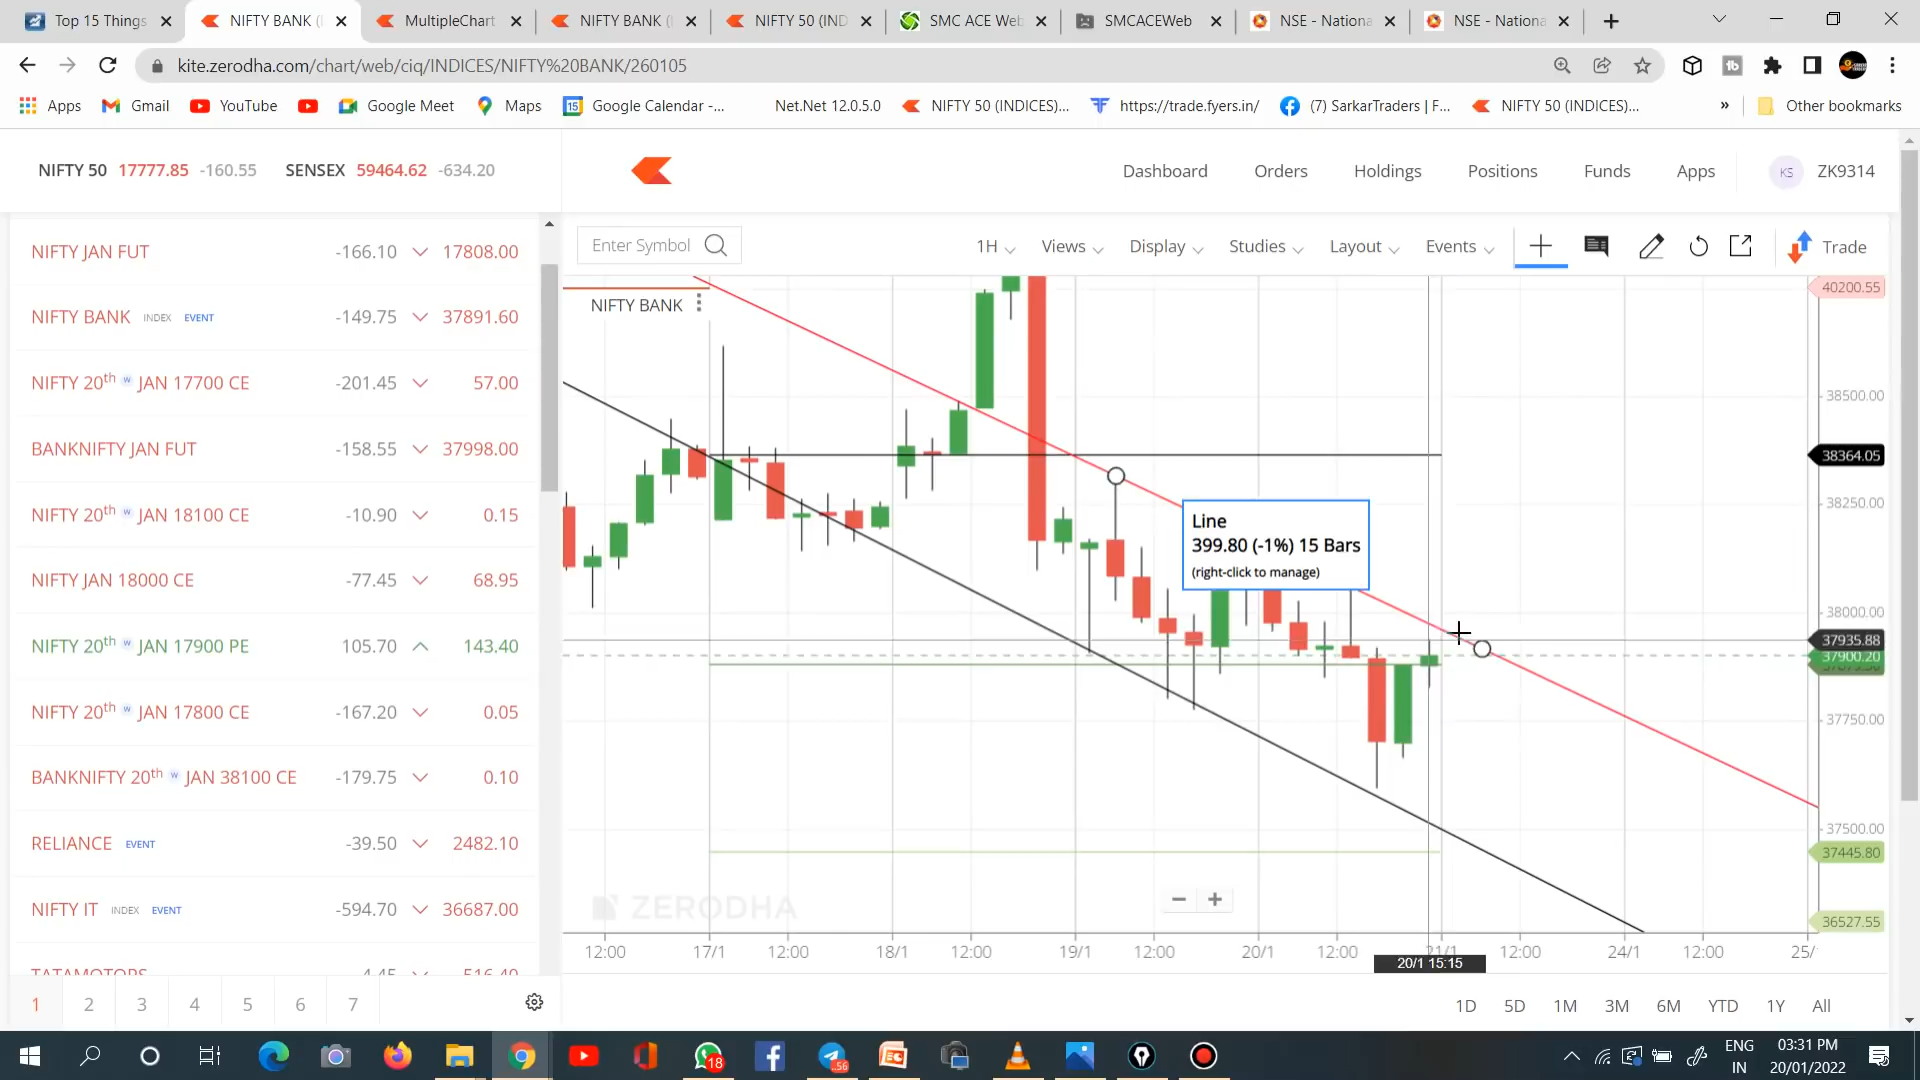 Top 15 Things
NIFTY BANK (I
MultipleChart
NIFTY BANK (I
NIFTY 50 (IND
SMC ACE Web
SMCACEWeb
NSE - Nationa
NSE - Nationa
kite.zerodha.com/chart/web/ciq/INDICES/NIFTY%20BANK/260105
Apps
Gmail
YouTube
Google Meet
Maps
Google Calendar -...
Net.Net 12.0.5.0
NIFTY 50 (INDICES)...
https://trade.fyers.in/
(7) SarkarTraders | F...
NIFTY 50 (INDICES)...
»
Other bookmarks
NIFTY 50 17777.85 -160.55 SENSEX 59464.62 -634.20
Dashboard
Orders
Holdings
Positions
Funds
Apps
KS
ZK9314
NIFTY JAN FUT -166.10 17808.00
NIFTY BANK INDEX EVENT -149.75 37891.60
NIFTY 20th w JAN 17700 CE -201.45 57.00
BANKNIFTY JAN FUT -158.55 37998.00
NIFTY 20th w JAN 18100 CE -10.90 0.15
NIFTY JAN 18000 CE -77.45 68.95
NIFTY 20th w JAN 17900 PE 105.70 143.40
NIFTY 20th w JAN 17800 CE -167.20 0.05
BANKNIFTY 20th w JAN 38100 CE -179.75 0.10
RELIANCE EVENT -39.50 2482.10
NIFTY IT INDEX EVENT -594.70 36687.00
TATAMOTORS 4.45 516.40
1 2 3 4 5 6 7
Enter Symbol
1H
Views
Display
Studies
Layout
Events
Trade
NIFTY BANK
40200.55
38500.00
38364.05
38250.00
38000.00
37935.88
37900.20
37750.00
37500.00
37445.80
36527.55
Line
399.80 (-1%) 15 Bars
(right-click to manage)
ZERODHA
12:00 17/1 12:00 18/1 12:00 19/1 12:00 20/1 12:00 21/1 12:00 24/1 12:00 25/
20/1 15:15
1D 5D 1M 3M 6M YTD 1Y All
18
56
ENG
IN
03:31 PM
20/01/2022